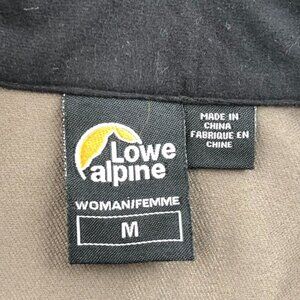 Lowe
alpine
WOMAN/FEMME
M
MADE IN
CHINA
FABRIQUE EN
CHINE